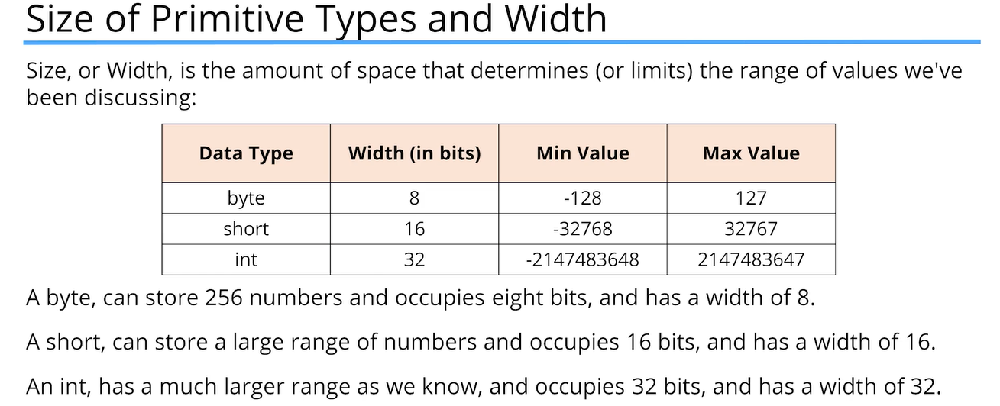 Size of Primitive Types and Width
Size, or Width, is the amount of space that determines (or limits) the range of values we've
been discussing:
Data Type Width (in bits) Min Value Max Value
byte 8 -128 127
short 16 -32768 32767
int 32 -2147483648 2147483647
A byte, can store 256 numbers and occupies eight bits, and has a width of 8.
A short, can store a large range of numbers and occupies 16 bits, and has a width of 16.
An int, has a much larger range as we know, and occupies 32 bits, and has a width of 32.